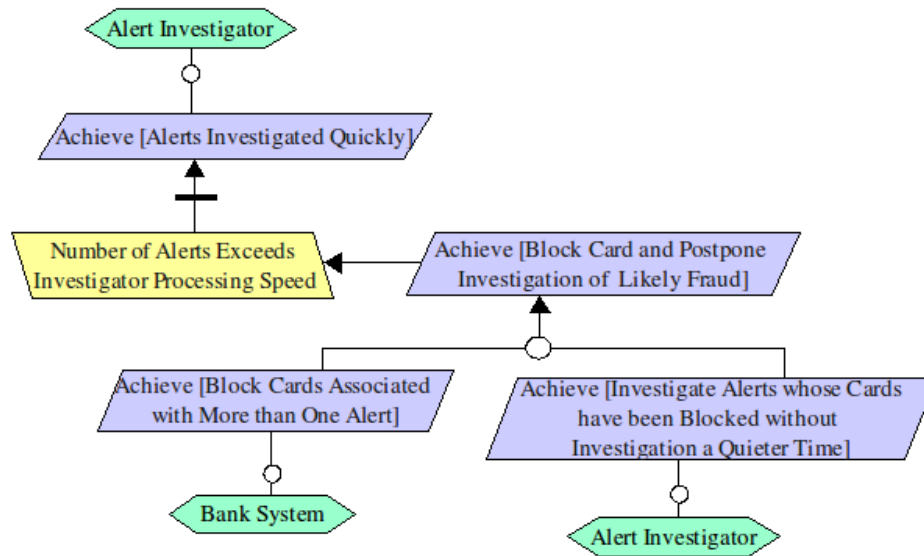 Alert Investigator
Achieve [Alerts Investigated Quickly]
Number of Alerts Exceeds
Investigator Processing Speed
Achieve [Block Card and Postpone
Investigation of Likely Fraud]
Achieve [Block Cards Associated
with More than One Alert]
Achieve [Investigate Alerts whose Cards
have been Blocked without
Investigation a Quieter Time]
Bank System
Alert Investigator